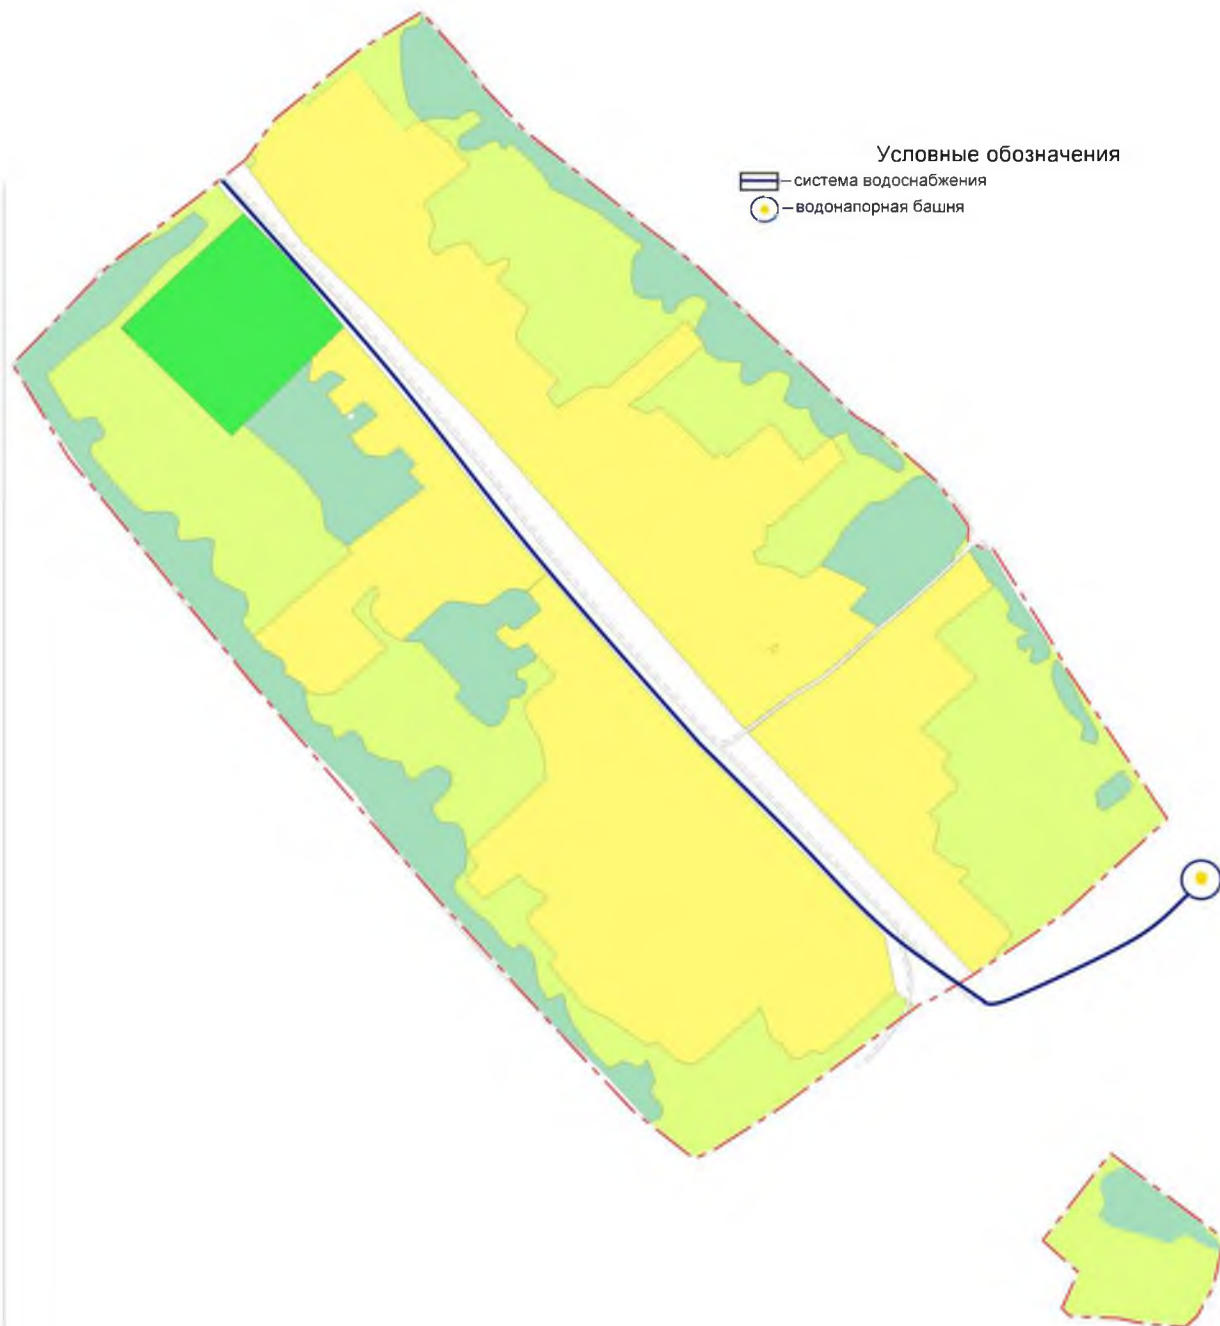 Условные обозначения
–система водоснабжения
–водонапорная башня